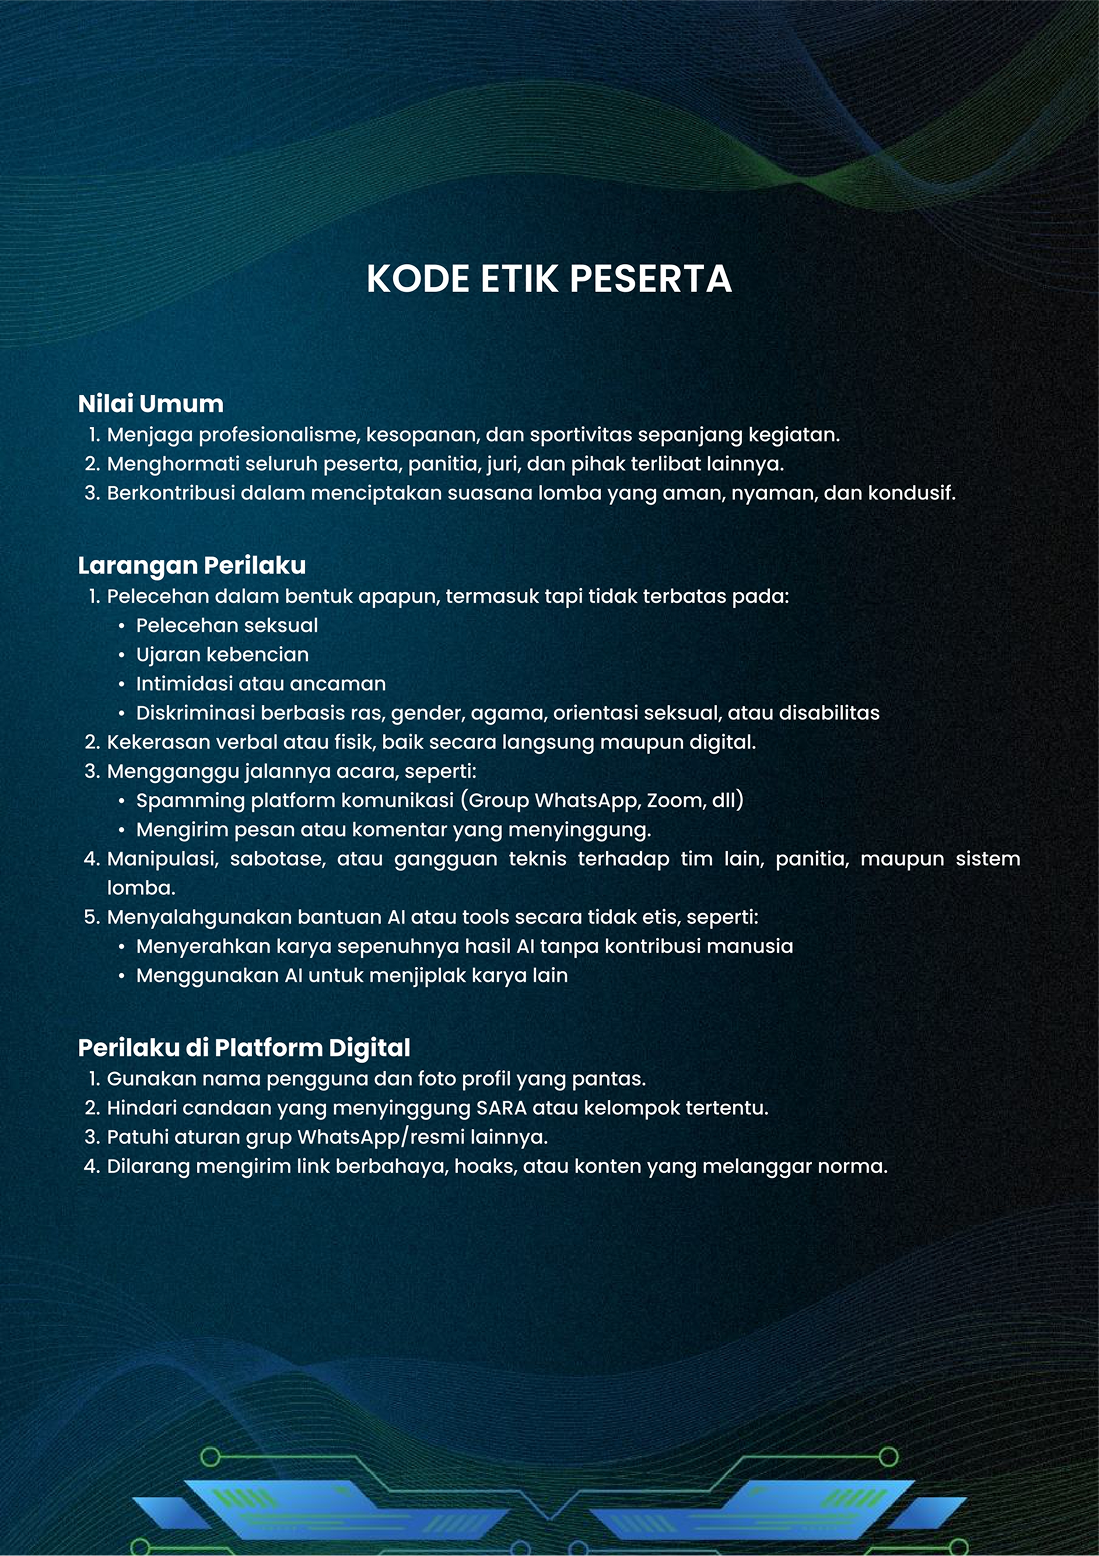 KODE ETIK PESERTA
Nilai Umum
1. Menjaga profesionalisme, kesopanan, dan sportivitas sepanjang kegiatan.
2. Menghormati seluruh peserta, panitia, juri, dan pihak terlibat lainnya.
3. Berkontribusi dalam menciptakan suasana lomba yang aman, nyaman, dan kondusif.
Larangan Perilaku
1. Pelecehan dalam bentuk apapun, termasuk tapi tidak terbatas pada:
• Pelecehan seksual
• Ujaran kebencian
• Intimidasi atau ancaman
• Diskriminasi berbasis ras, gender, agama, orientasi seksual, atau disabilitas
2. Kekerasan verbal atau fisik, baik secara langsung maupun digital.
3. Mengganggu jalannya acara, seperti:
• Spamming platform komunikasi (Group WhatsApp, Zoom, dll)
• Mengirim pesan atau komentar yang menyinggung.
4. Manipulasi, sabotase, atau gangguan teknis terhadap tim lain, panitia, maupun sistem
lomba.
5. Menyalahgunakan bantuan AI atau tools secara tidak etis, seperti:
• Menyerahkan karya sepenuhnya hasil AI tanpa kontribusi manusia
• Menggunakan AI untuk menjiplak karya lain
Perilaku di Platform Digital
1. Gunakan nama pengguna dan foto profil yang pantas.
2. Hindari candaan yang menyinggung SARA atau kelompok tertentu.
3. Patuhi aturan grup WhatsApp/resmi lainnya.
4. Dilarang mengirim link berbahaya, hoaks, atau konten yang melanggar norma.